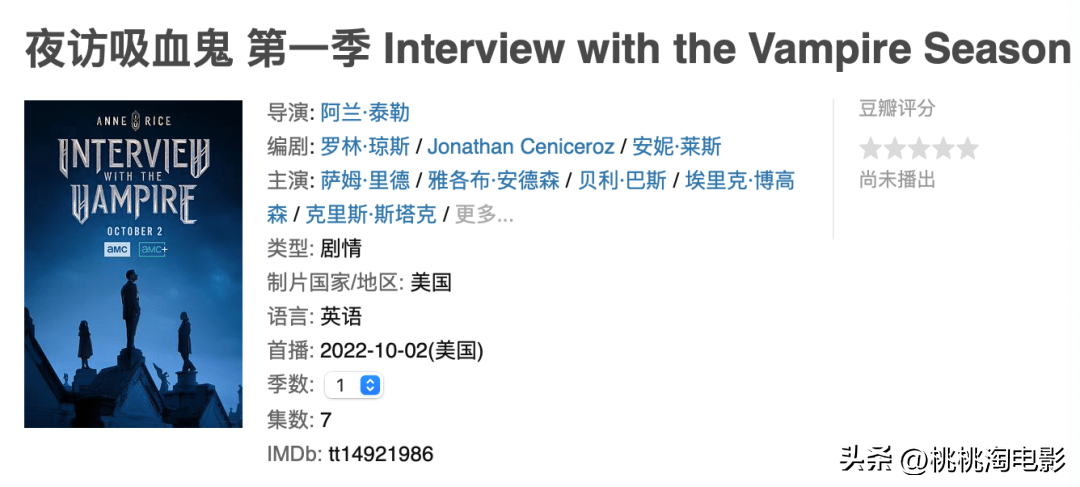 夜访吸血鬼 第一季 Interview with the Vampire Season
ANNE RICE
INTERVIEW
WITH THE
VAMPIRE
OCTOBER 2
amc amc+
导演: 阿兰·泰勒
编剧: 罗林·琼斯 / Jonathan Ceniceroz / 安妮·莱斯
主演: 萨姆·里德 / 雅各布·安德森 / 贝利·巴斯 / 埃里克·博高
森 / 克里斯·斯塔克 / 更多...
类型: 剧情
制片国家/地区: 美国
语言: 英语
首播: 2022-10-02(美国)
季数: 1
集数: 7
IMDb: tt14921986
豆瓣评分
尚未播出
头条 @桃桃淘电影